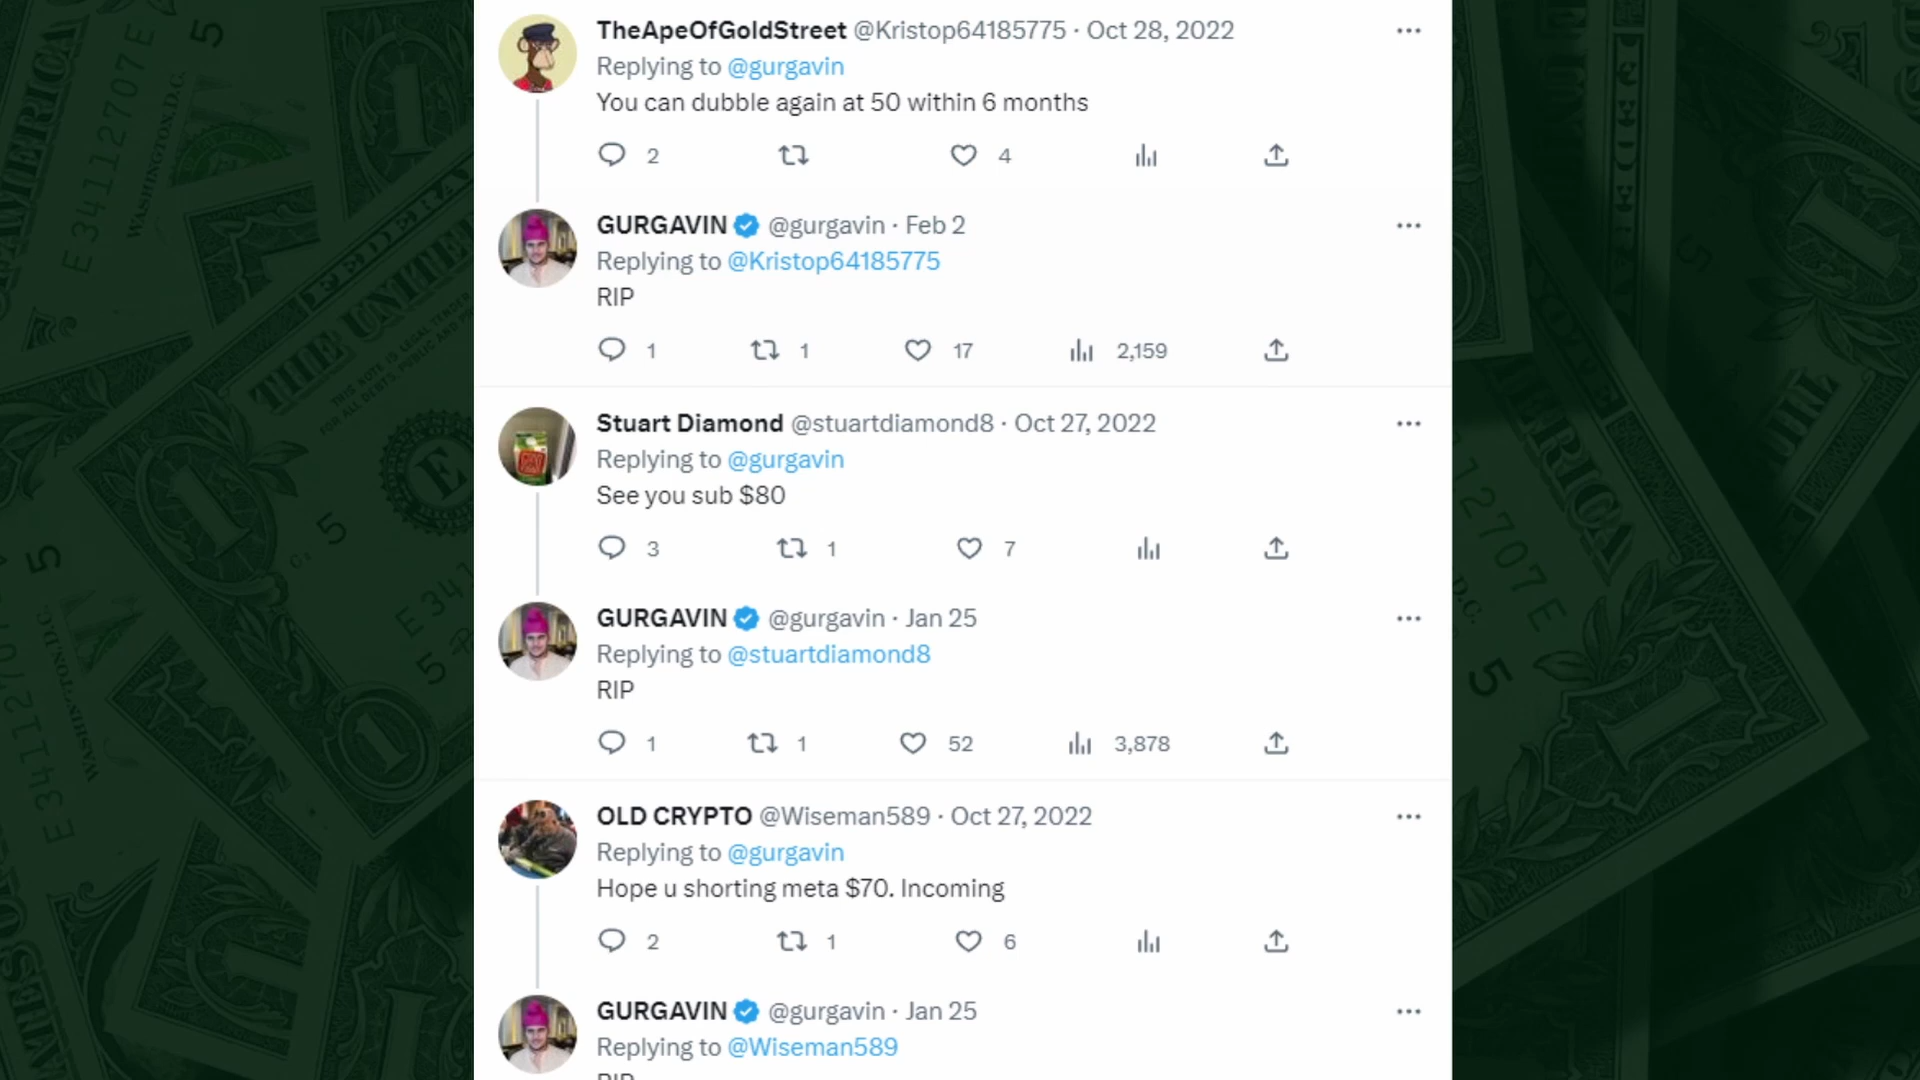 TheApeOfGoldStreet @Kristop64185775 · Oct 28, 2022
Replying to @gurgavin
You can dubble again at 50 within 6 months
2 4
GURGAVIN @gurgavin · Feb 2
Replying to @Kristop64185775
RIP
1 1 17 2,159
Stuart Diamond @stuartdiamond8 · Oct 27, 2022
Replying to @gurgavin
See you sub $80
3 1 7
GURGAVIN @gurgavin · Jan 25
Replying to @stuartdiamond8
RIP
1 1 52 3,878
OLD CRYPTO @Wiseman589 · Oct 27, 2022
Replying to @gurgavin
Hope u shorting meta $70. Incoming
2 1 6
GURGAVIN @gurgavin · Jan 25
Replying to @Wiseman589